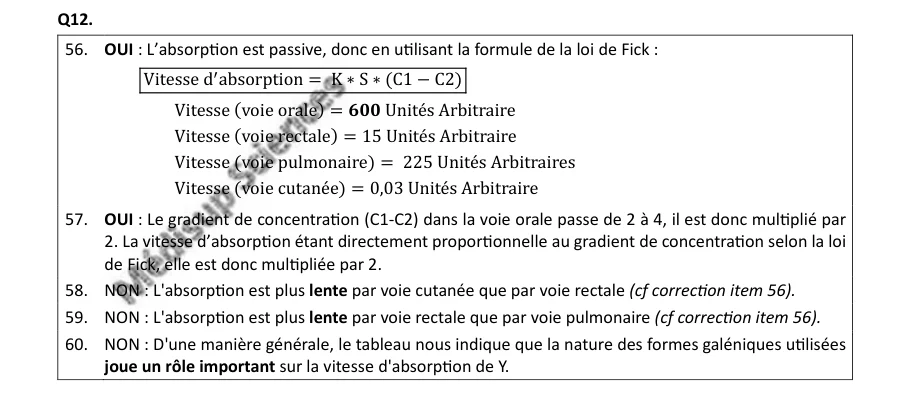 Q12.
56. OUI : L'absorption est passive, donc en utilisant la formule de la loi de Fick :
Vitesse d'absorption = K ∗ S ∗ (C1 − C2)
Vitesse (voie orale) = 600 Unités Arbitraire
Vitesse (voie rectale) = 15 Unités Arbitraire
Vitesse (voie pulmonaire) = 225 Unités Arbitraires
Vitesse (voie cutanée) = 0,03 Unités Arbitraire
57. OUI : Le gradient de concentration (C1-C2) dans la voie orale passe de 2 à 4, il est donc multiplié par
2. La vitesse d'absorption étant directement proportionnelle au gradient de concentration selon la loi
de Fick, elle est donc multipliée par 2.
58. NON : L'absorption est plus lente par voie cutanée que par voie rectale (cf correction item 56).
59. NON : L'absorption est plus lente par voie rectale que par voie pulmonaire (cf correction item 56).
60. NON : D'une manière générale, le tableau nous indique que la nature des formes galéniques utilisées
joue un rôle important sur la vitesse d'absorption de Y.
Médisup Sciences